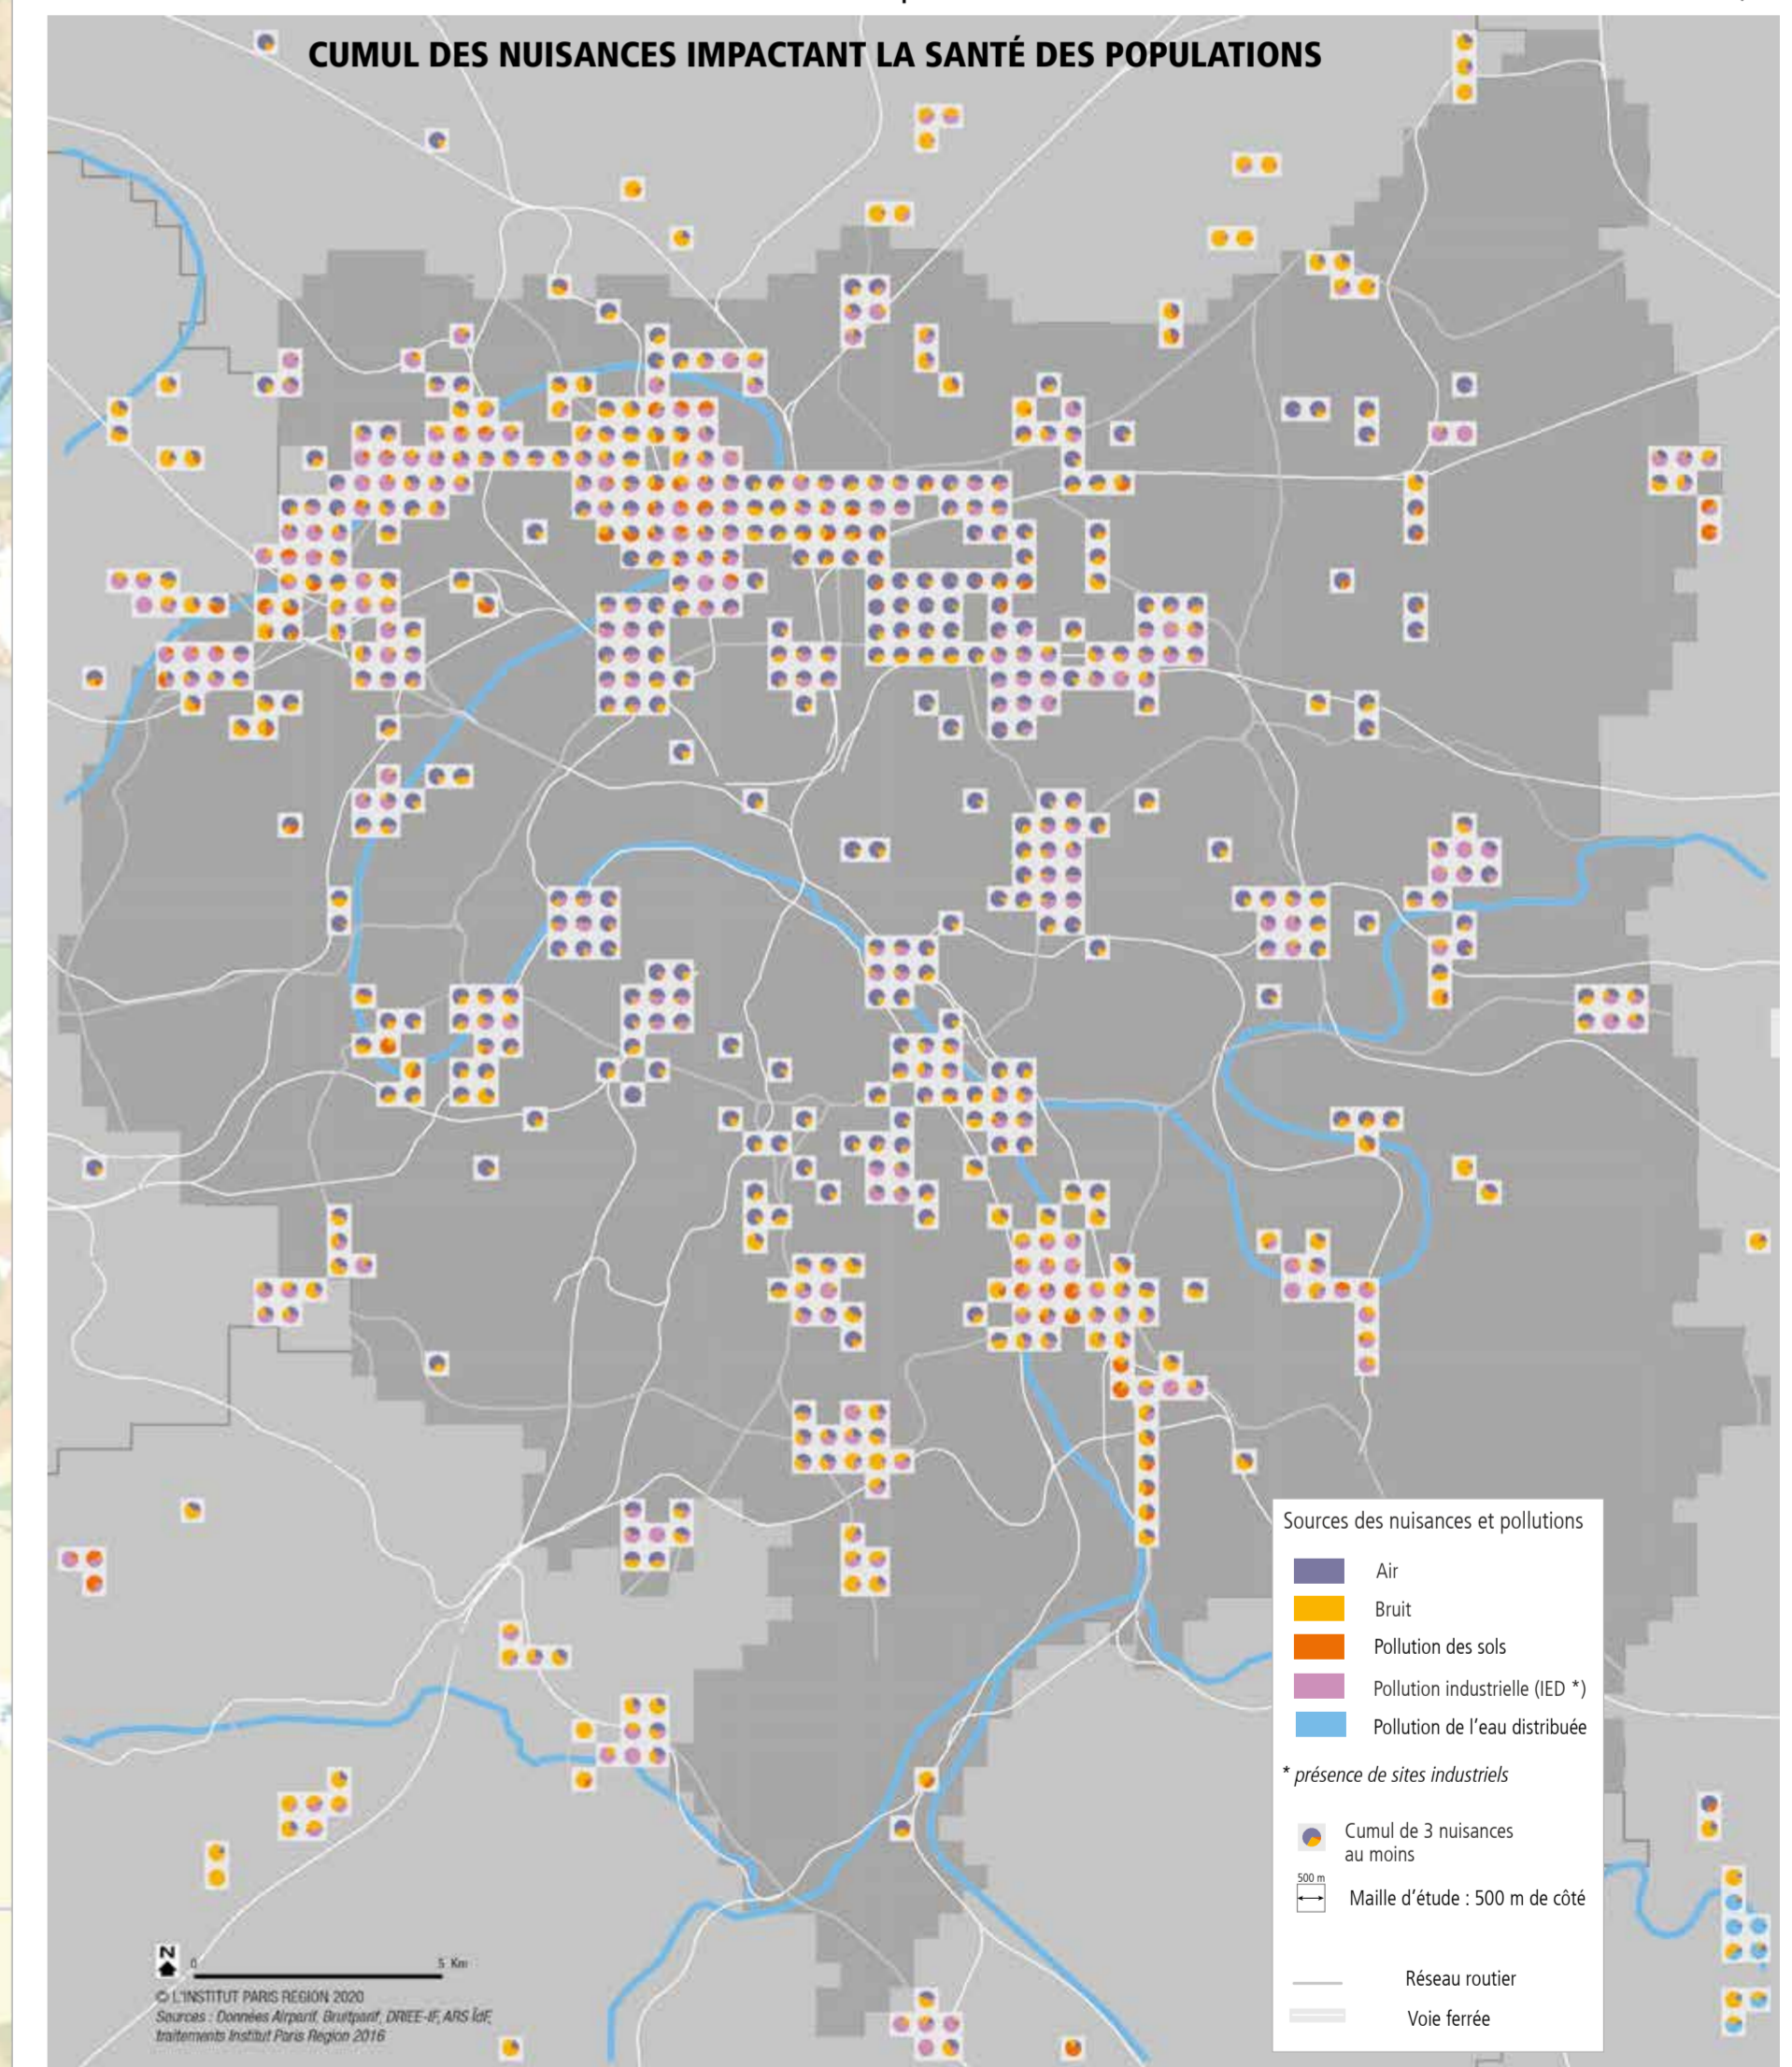 CUMUL DES NUISANCES IMPACTANT LA SANTÉ DES POPULATIONS
Sources des nuisances et pollutions
Air
Bruit
Pollution des sols
Pollution industrielle (IED *)
Pollution de l'eau distribuée
* présence de sites industriels
Cumul de 3 nuisances
au moins
500 m
Maille d'étude : 500 m de côté
Réseau routier
Voie ferrée
N
0 5 Km
© L'INSTITUT PARIS REGION 2020
Sources : Données Airparif, Bruitparif, DRIEE-IF, ARS ÎdF,
traitements Institut Paris Region 2016